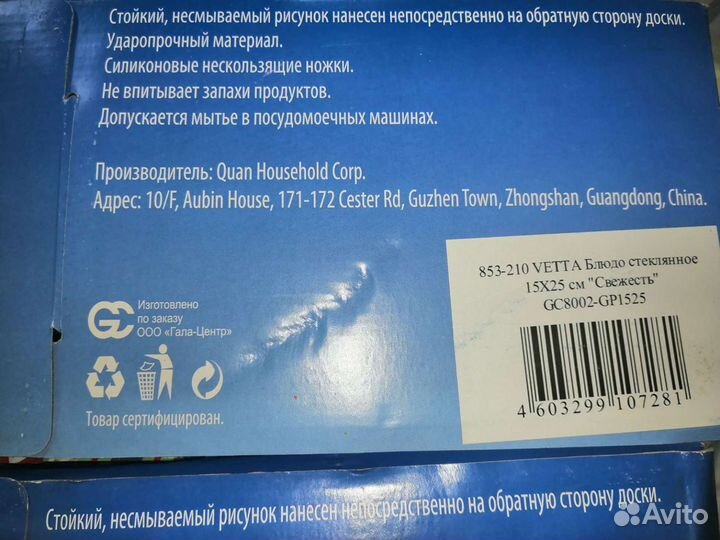 Стойкий, несмываемый рисунок нанесен непосредственно на обратную сторону доски.
Ударопрочный материал.
Силиконовые нескользящие ножки.
Не впитывает запахи продуктов.
Допускается мытье в посудомоечных машинах.
Производитель: Quan Household Corp.
Адрес: 10/F, Aubin House, 171-172 Cester Rd, Guzhen Town, Zhongshan, Guangdong, China.
853-210 VETTA Блюдо стеклянное
15X25 см "Свежесть"
GC8002-GP1525
4 603299 107281
GC
Изготовлено
по заказу
ООО «Гала-Центр»
Товар сертифицирован.
Стойкий, несмываемый рисунок нанесен непосредственно на обратную сторону доски.
Avito